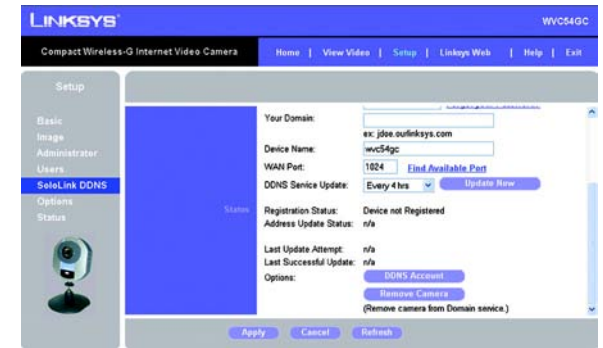 LINKSYS®
WVC54GC
Compact Wireless-G Internet Video Camera
Home | View Video | Setup | Linksys Web | Help | Exit
Setup
Basic
Image
Administrator
Users
SoloLink DDNS
Options
Status
Your Domain:
ex: jdoe.ourlinksys.com
Device Name: wvc54gc
WAN Port: 1024 Find Available Port
DDNS Service Update: Every 4 hrs Update Now
Status
Registration Status: Device not Registered
Address Update Status: n/a
Last Update Attempt: n/a
Last Successful Update: n/a
Options: DDNS Account
Remove Camera
(Remove camera from Domain service.)
Apply Cancel Refresh